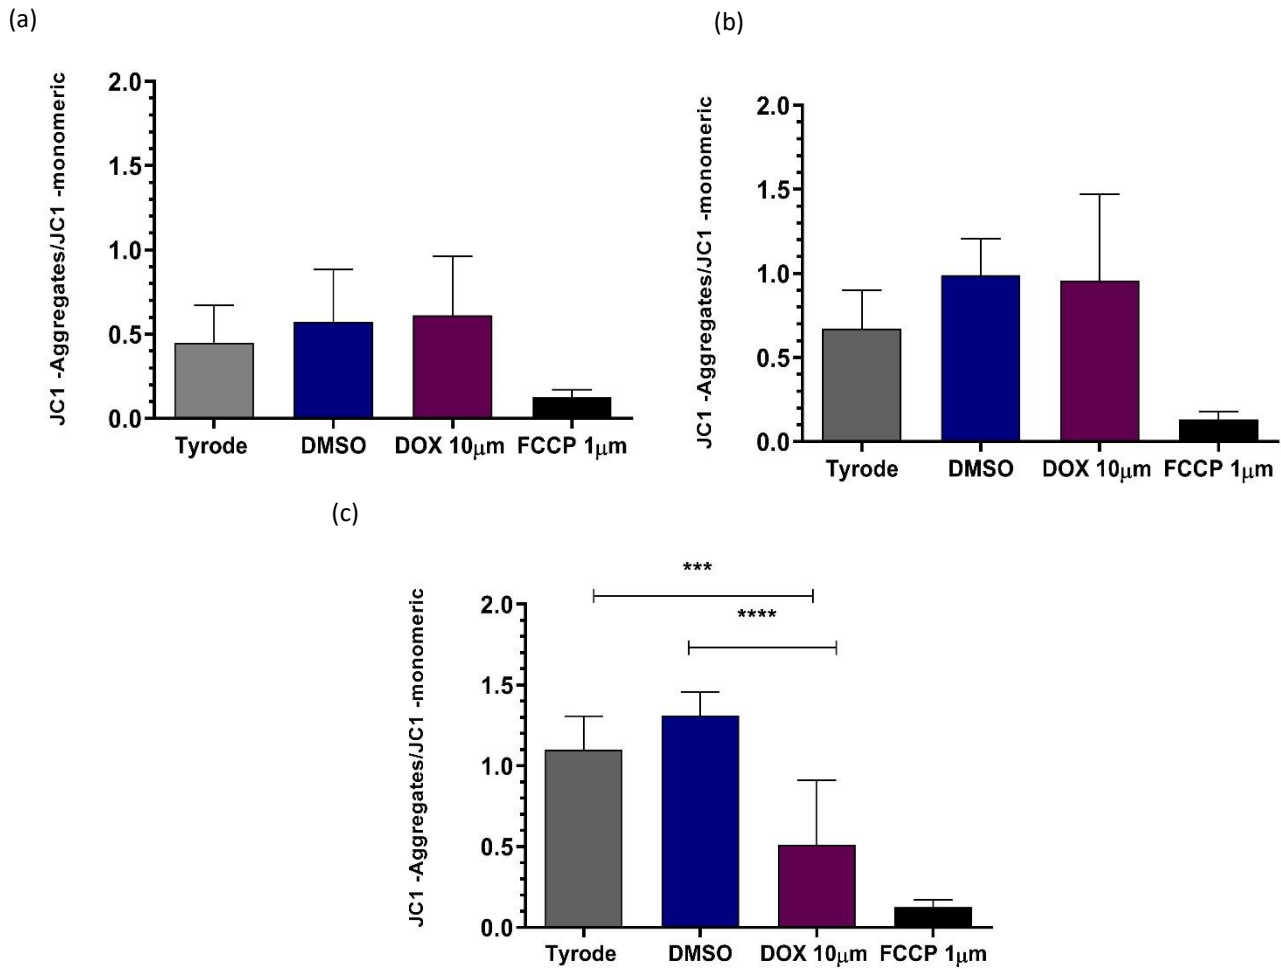 (a)
JC1 -Aggregates/JC1 -monomeric
2.0
1.5
1.0
0.5
0.0
Tyrode DMSO DOX 10μm FCCP 1μm
(b)
JC1 -Aggregates/JC1 -monomeric
2.0
1.5
1.0
0.5
0.0
Tyrode DMSO DOX 10μm FCCP 1μm
(c)
JC1 -Aggregates/JC1 -monomeric
***
****
2.0
1.5
1.0
0.5
0.0
Tyrode DMSO DOX 10μm FCCP 1μm